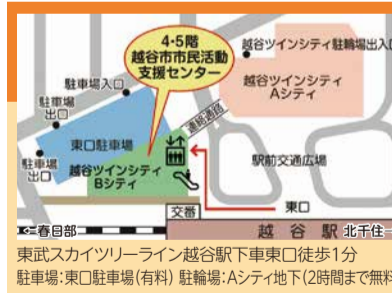 4・5階
越谷市市民活動
支援センター
越谷ツインシティ駐輪場出入口
駐車場入口
越谷ツインシティ
Aシティ
駐車場
出口
連絡通路
東口駐車場
駅前交通広場
駐車場
出口
越谷ツインシティ
Bシティ
交番
東口
春日部
越谷駅
北千住
東武スカイツリーライン越谷駅下車東口徒歩1分
駐車場:東口駐車場(有料) 駐輪場:Aシティ地下(2時間まで無料